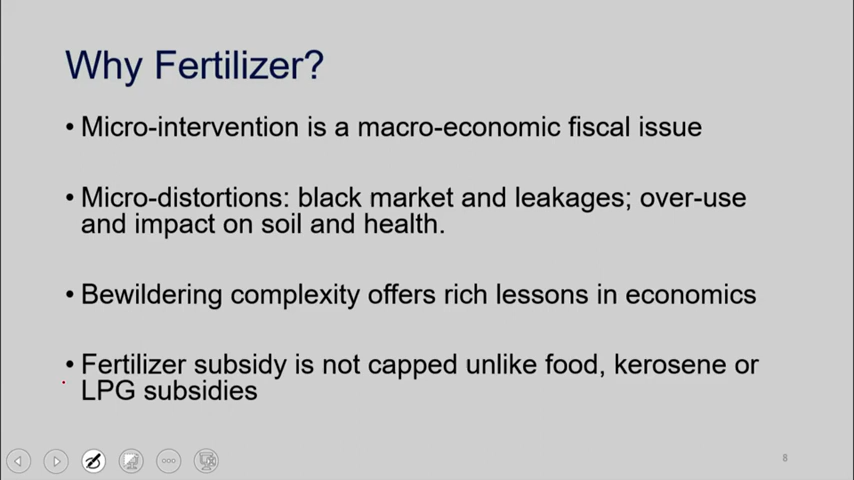 Why Fertilizer?
• Micro-intervention is a macro-economic fiscal issue
• Micro-distortions: black market and leakages; over-use
and impact on soil and health.
• Bewildering complexity offers rich lessons in economics
• Fertilizer subsidy is not capped unlike food, kerosene or
LPG subsidies
8